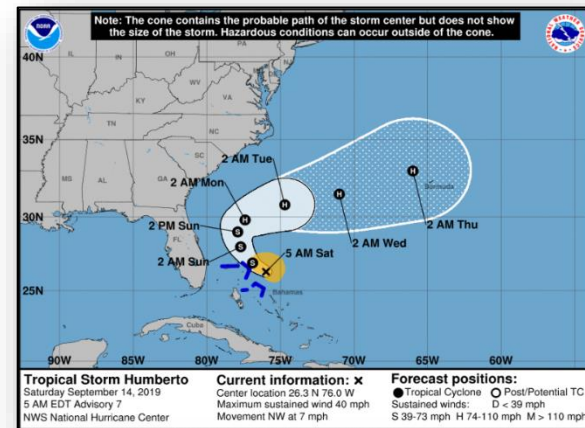 Note: The cone contains the probable path of the storm center but does not show
the size of the storm. Hazardous conditions can occur outside of the cone.
NOAA
40N
35N
30N
25N
IL
IN
OH
PA
NJ
WV
KY
VA
TN
NC
SC
MS
AL
GA
FL
2 AM Tue
2 AM Mon
2 PM Sun
2 AM Sun
5 AM Sat
2 AM Wed
2 AM Thu
H
H
H
H
S
S
S
Bermuda
Bahamas
Cuba
90W 85W 80W 75W 70W 65W 60W
Tropical Storm Humberto
Saturday September 14, 2019
5 AM EDT Advisory 7
NWS National Hurricane Center
Current information: ×
Center location 26.3 N 76.0 W
Maximum sustained wind 40 mph
Movement NW at 7 mph
Forecast positions:
Tropical Cyclone Post/Potential TC
Sustained winds: D < 39 mph
S 39-73 mph H 74-110 mph M > 110 mph